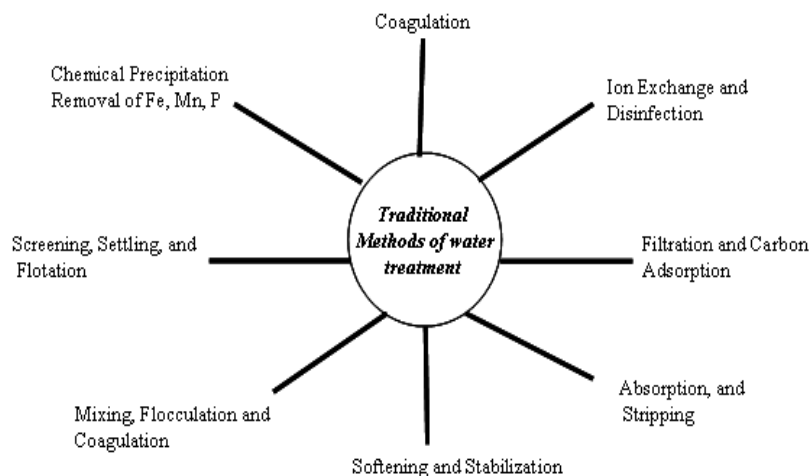 Coagulation
Chemical Precipitation
Removal of Fe, Mn, P
Ion Exchange and
Disinfection
Traditional
Methods of water
treatment
Screening, Settling, and
Flotation
Filtration and Carbon
Adsorption
Mixing, Flocculation and
Coagulation
Absorption, and
Stripping
Softening and Stabilization